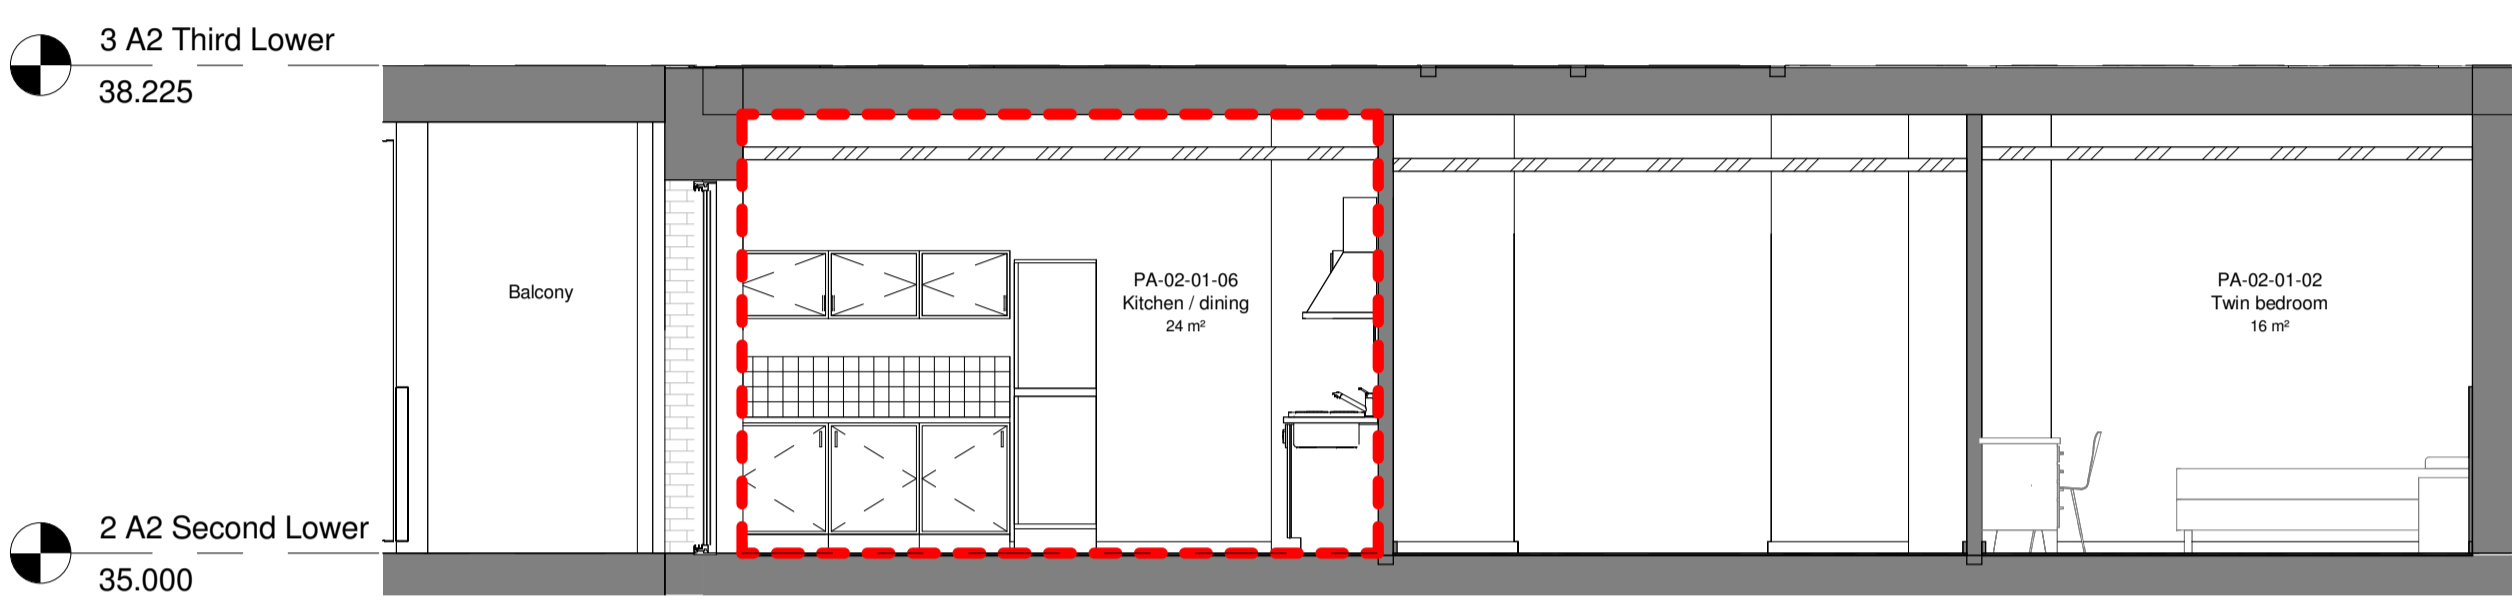 3 A2 Third Lower
38.225
Balcony
PA-02-01-06
Kitchen / dining
24 m²
PA-02-01-02
Twin bedroom
16 m²
2 A2 Second Lower
35.000